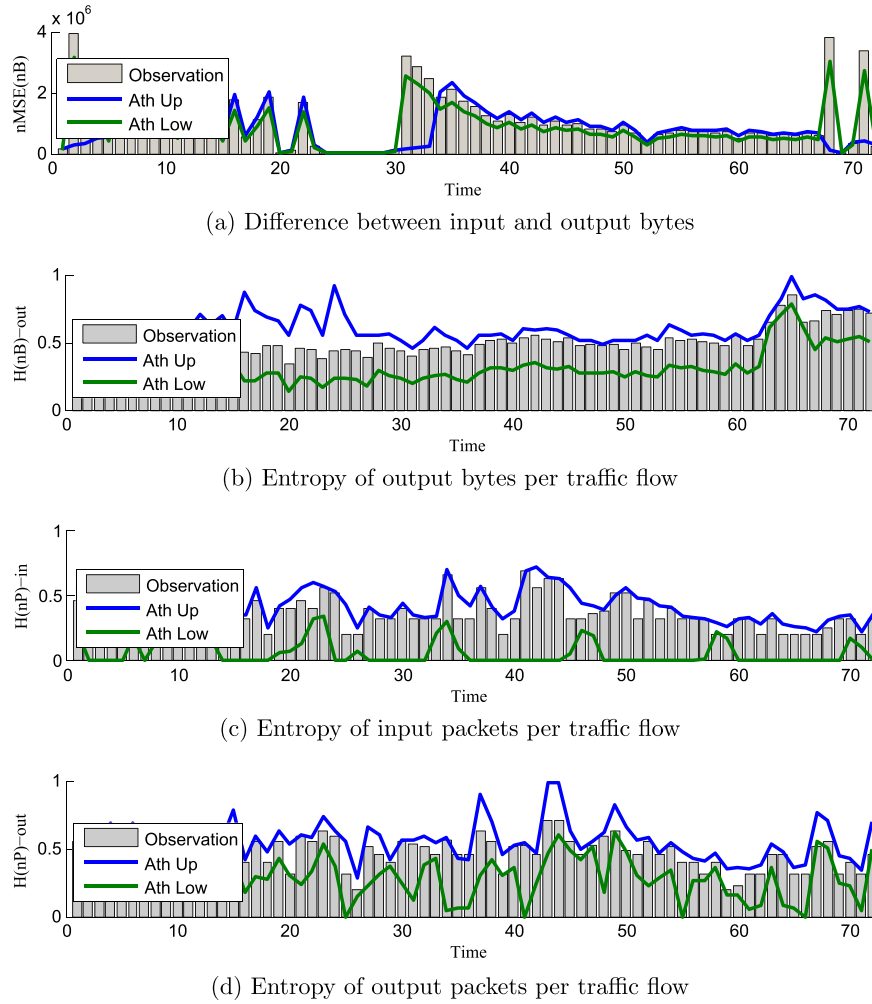 x 10^6
4
2
0
nMSE(nB)
Observation
Ath Up
Ath Low
0 10 20 30 40 50 60 70
Time
(a) Difference between input and output bytes
1
0.5
0
H(nB)−out
Observation
Ath Up
Ath Low
0 10 20 30 40 50 60 70
Time
(b) Entropy of output bytes per traffic flow
1
0.5
0
H(nP)−in
Observation
Ath Up
Ath Low
0 10 20 30 40 50 60 70
Time
(c) Entropy of input packets per traffic flow
1
0.5
0
H(nP)−out
Observation
Ath Up
Ath Low
0 10 20 30 40 50 60 70
Time
(d) Entropy of output packets per traffic flow